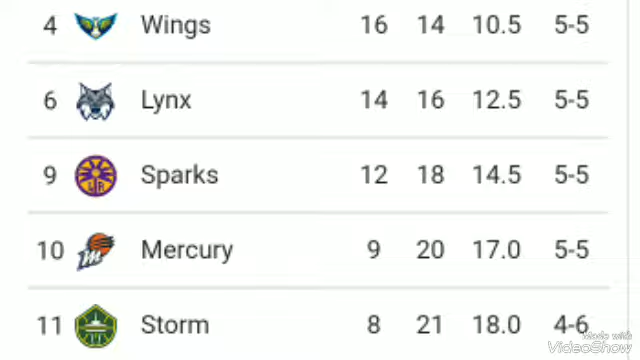 4 Wings 16 14 10.5 5-5
6 Lynx 14 16 12.5 5-5
9 Sparks 12 18 14.5 5-5
10 Mercury 9 20 17.0 5-5
11 Storm 8 21 18.0 4-6
Made with
VideoShow